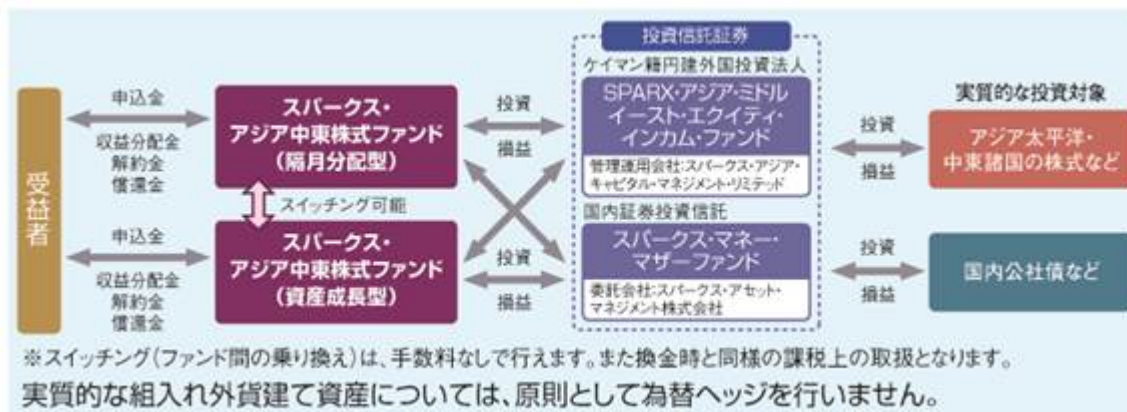 投資信託証券
ケイマン籍円建外国投資法人
受益者
申込金
収益分配金
解約金
償還金
スパークス・
アジア中東株式ファンド
(隔月分配型)
投資
損益
SPARX・アジア・ミドル
イースト・エクイティ・
インカム・ファンド
管理運用会社:スパークス・アジア・
キャピタル・マネジメント・リミテッド
投資
損益
実質的な投資対象
アジア太平洋・
中東諸国の株式など
スイッチング可能
申込金
収益分配金
解約金
償還金
スパークス・
アジア中東株式ファンド
(資産成長型)
投資
損益
国内証券投資信託
スパークス・マネー・
マザーファンド
委託会社:スパークス・アセット・
マネジメント株式会社
投資
損益
国内公社債など
※スイッチング(ファンド間の乗り換え)は、手数料なしで行えます。また換金時と同様の課税上の取扱となります。
実質的な組入れ外貨建て資産については、原則として為替ヘッジを行いません。